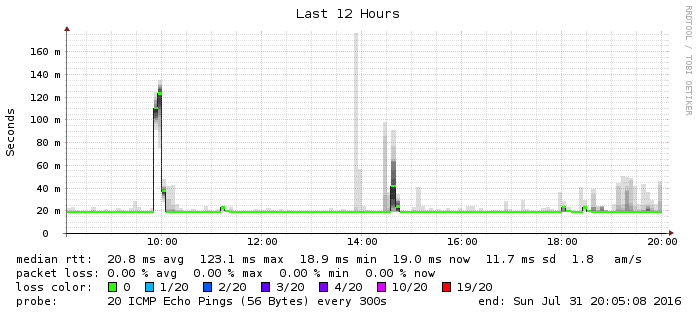 Last 12 Hours
RRDTOOL / TOBI OETIKER
Seconds
160 m
140 m
120 m
100 m
80 m
60 m
40 m
20 m
0
10:00 12:00 14:00 16:00 18:00 20:00
median rtt: 20.8 ms avg 123.1 ms max 18.9 ms min 19.0 ms now 11.7 ms sd 1.8 am/s
packet loss: 0.00 % avg 0.00 % max 0.00 % min 0.00 % now
loss color: 0 1/20 2/20 3/20 4/20 10/20 19/20
probe: 20 ICMP Echo Pings (56 Bytes) every 300s end: Sun Jul 31 20:05:08 2016